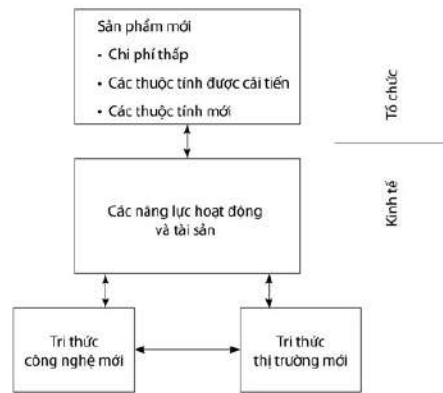 Sản phẩm mới
- Chi phí thấp
• Các thuộc tính được cải tiến
• Các thuộc tính mới
Tổ chức
Các năng lực hoạt động
và tài sản
Kinh tế
Tri thức
công nghệ mới
Tri thức
thị trường mới